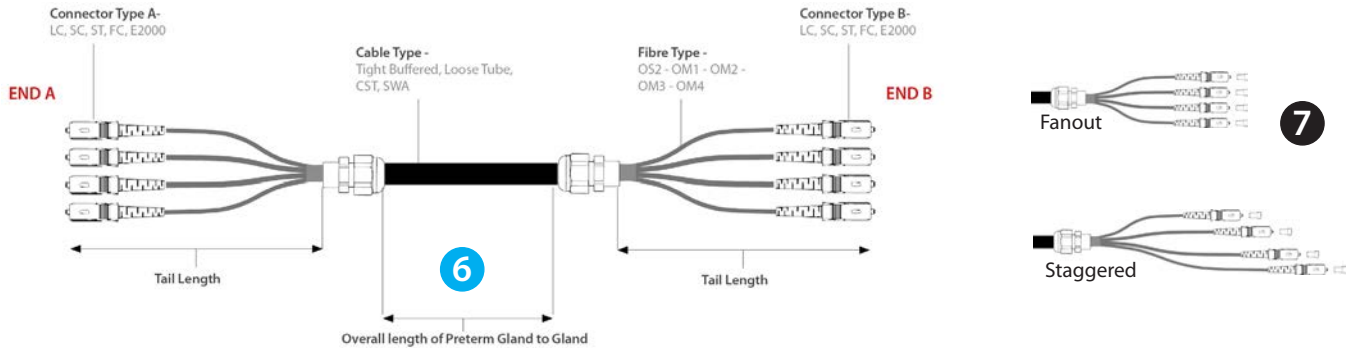 Connector Type A-
LC, SC, ST, FC, E2000
Connector Type B-
LC, SC, ST, FC, E2000
Cable Type -
Tight Buffered, Loose Tube,
CST, SWA
Fibre Type -
OS2 - OM1 - OM2 -
OM3 - OM4
END A
END B
Fanout
7
Tail Length
6
Tail Length
Staggered
Overall length of Preterm Gland to Gland